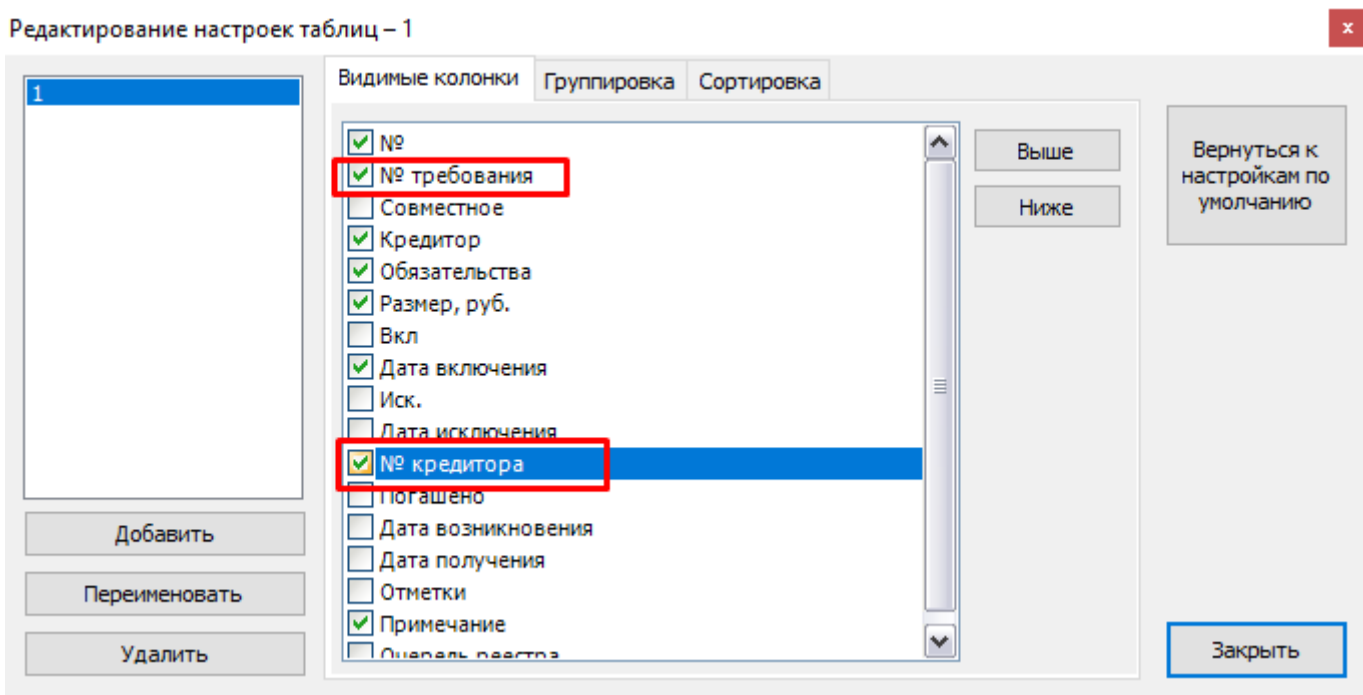 Редактирование настроек таблиц – 1
x
1
Добавить
Переименовать
Удалить
Видимые колонки
Группировка
Сортировка
№
№ требования
Совместное
Кредитор
Обязательства
Размер, руб.
Вкл
Дата включения
Иск.
Дата исключения
№ кредитора
Погашено
Дата возникновения
Дата получения
Отметки
Примечание
Очередь реестра
Выше
Ниже
Вернуться к
настройкам по
умолчанию
Закрыть